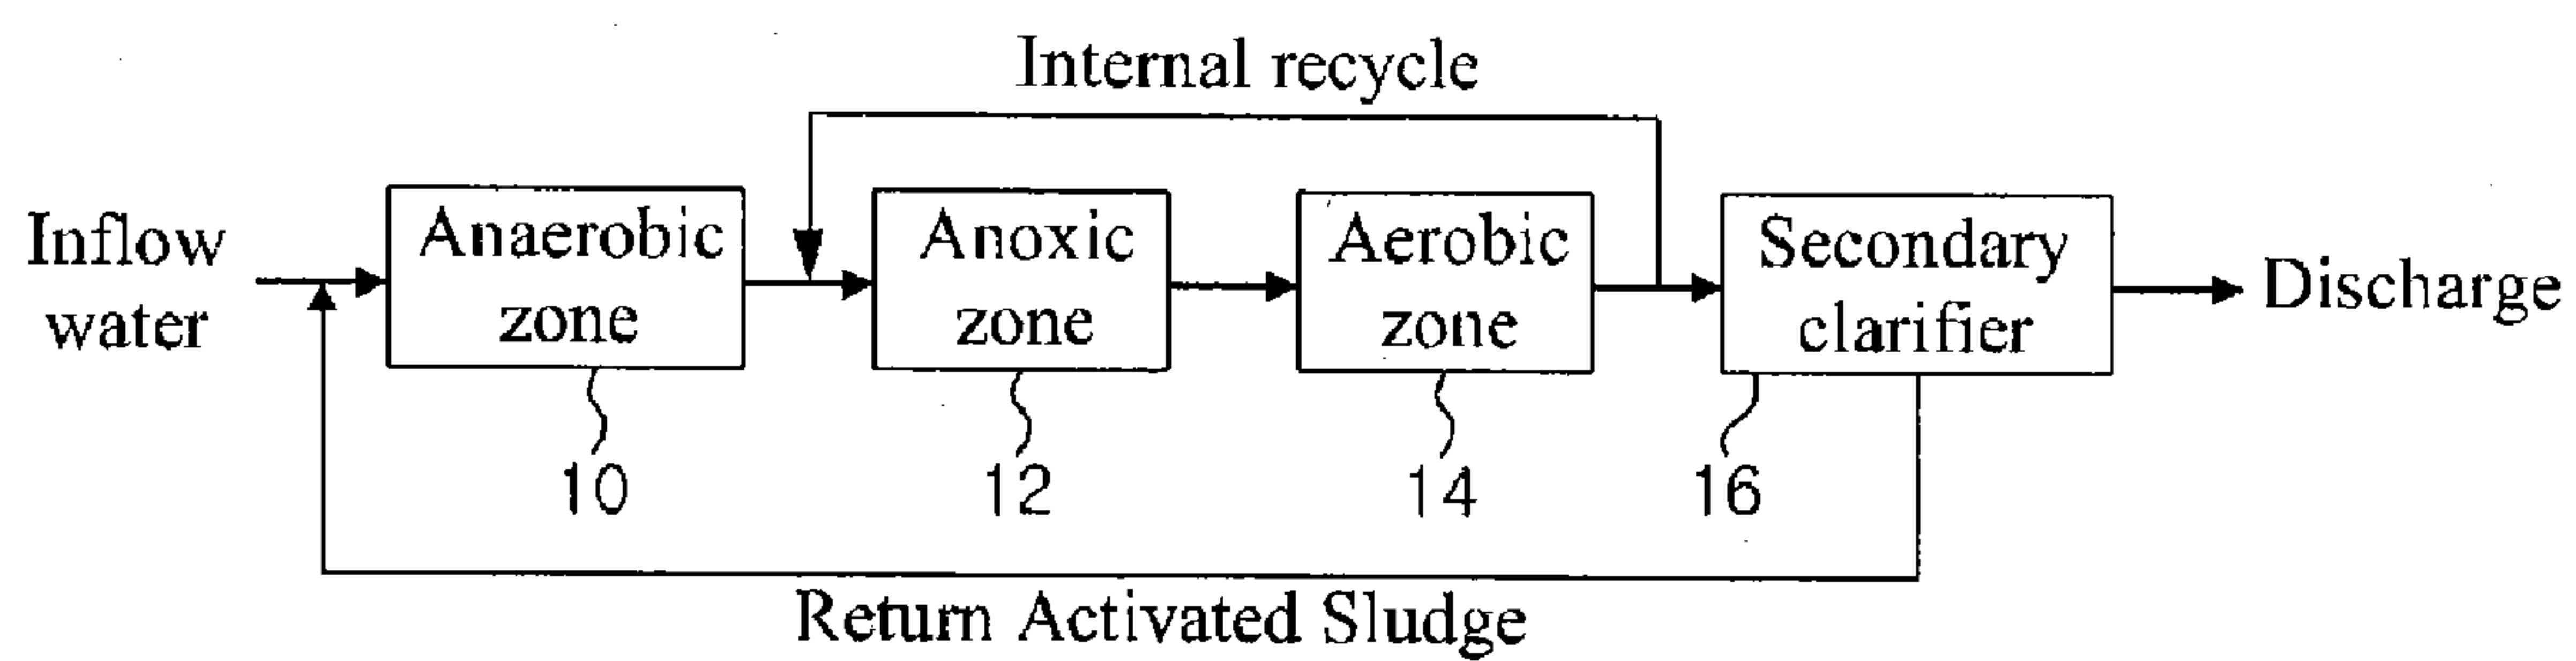 Internal recycle
Inflow
water
Anaerobic
zone
Anoxic
zone
Aerobic
zone
Secondary
clarifier
Discharge
10
12
14
16
Return Activated Sludge